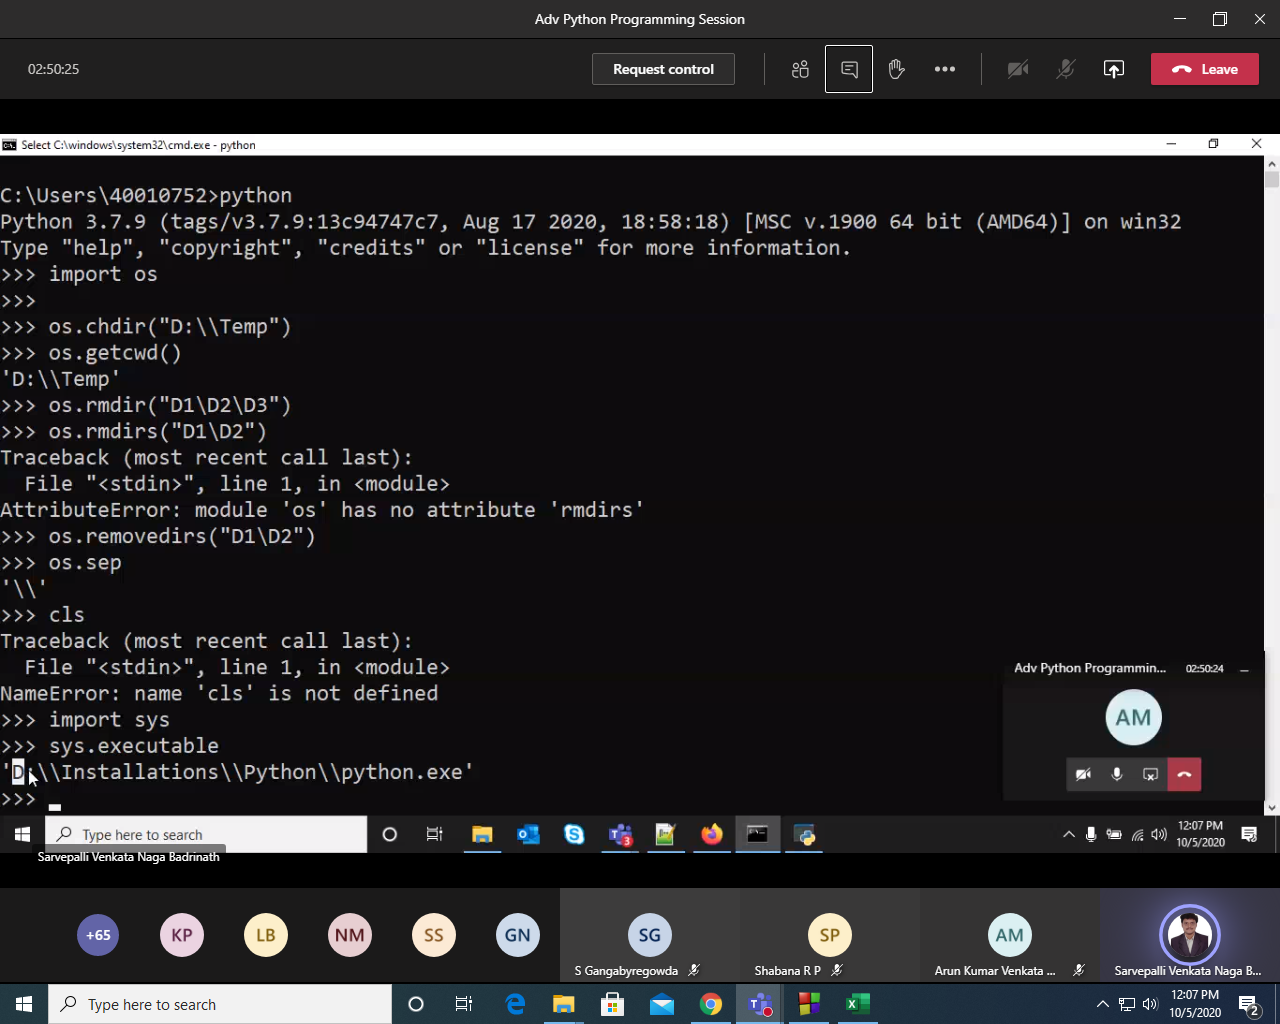 Adv Python Programming Session
02:50:25
Request control
Leave
Select C:\windows\system32\cmd.exe - python
C:\Users\40010752>python
Python 3.7.9 (tags/v3.7.9:13c94747c7, Aug 17 2020, 18:58:18) [MSC v.1900 64 bit (AMD64)] on win32
Type "help", "copyright", "credits" or "license" for more information.
>>> import os
>>>
>>> os.chdir("D:\\Temp")
>>> os.getcwd()
'D:\\Temp'
>>> os.rmdir("D1\D2\D3")
>>> os.rmdirs("D1\D2")
Traceback (most recent call last):
  File "<stdin>", line 1, in <module>
AttributeError: module 'os' has no attribute 'rmdirs'
>>> os.removedirs("D1\D2")
>>> os.sep
'\\'
>>> cls
Traceback (most recent call last):
  File "<stdin>", line 1, in <module>
NameError: name 'cls' is not defined
>>> import sys
>>> sys.executable
'D:\\Installations\\Python\\python.exe'
>>>
Adv Python Programmin... 02:50:24
AM
Type here to search
3
12:07 PM
10/5/2020
Sarvepalli Venkata Naga Badrinath
+65 KP LB NM SS GN SG SP AM
S Gangabyregowda
Shabana R P
Arun Kumar Venkata ...
Sarvepalli Venkata Naga B...
Type here to search
12:07 PM
10/5/2020
2